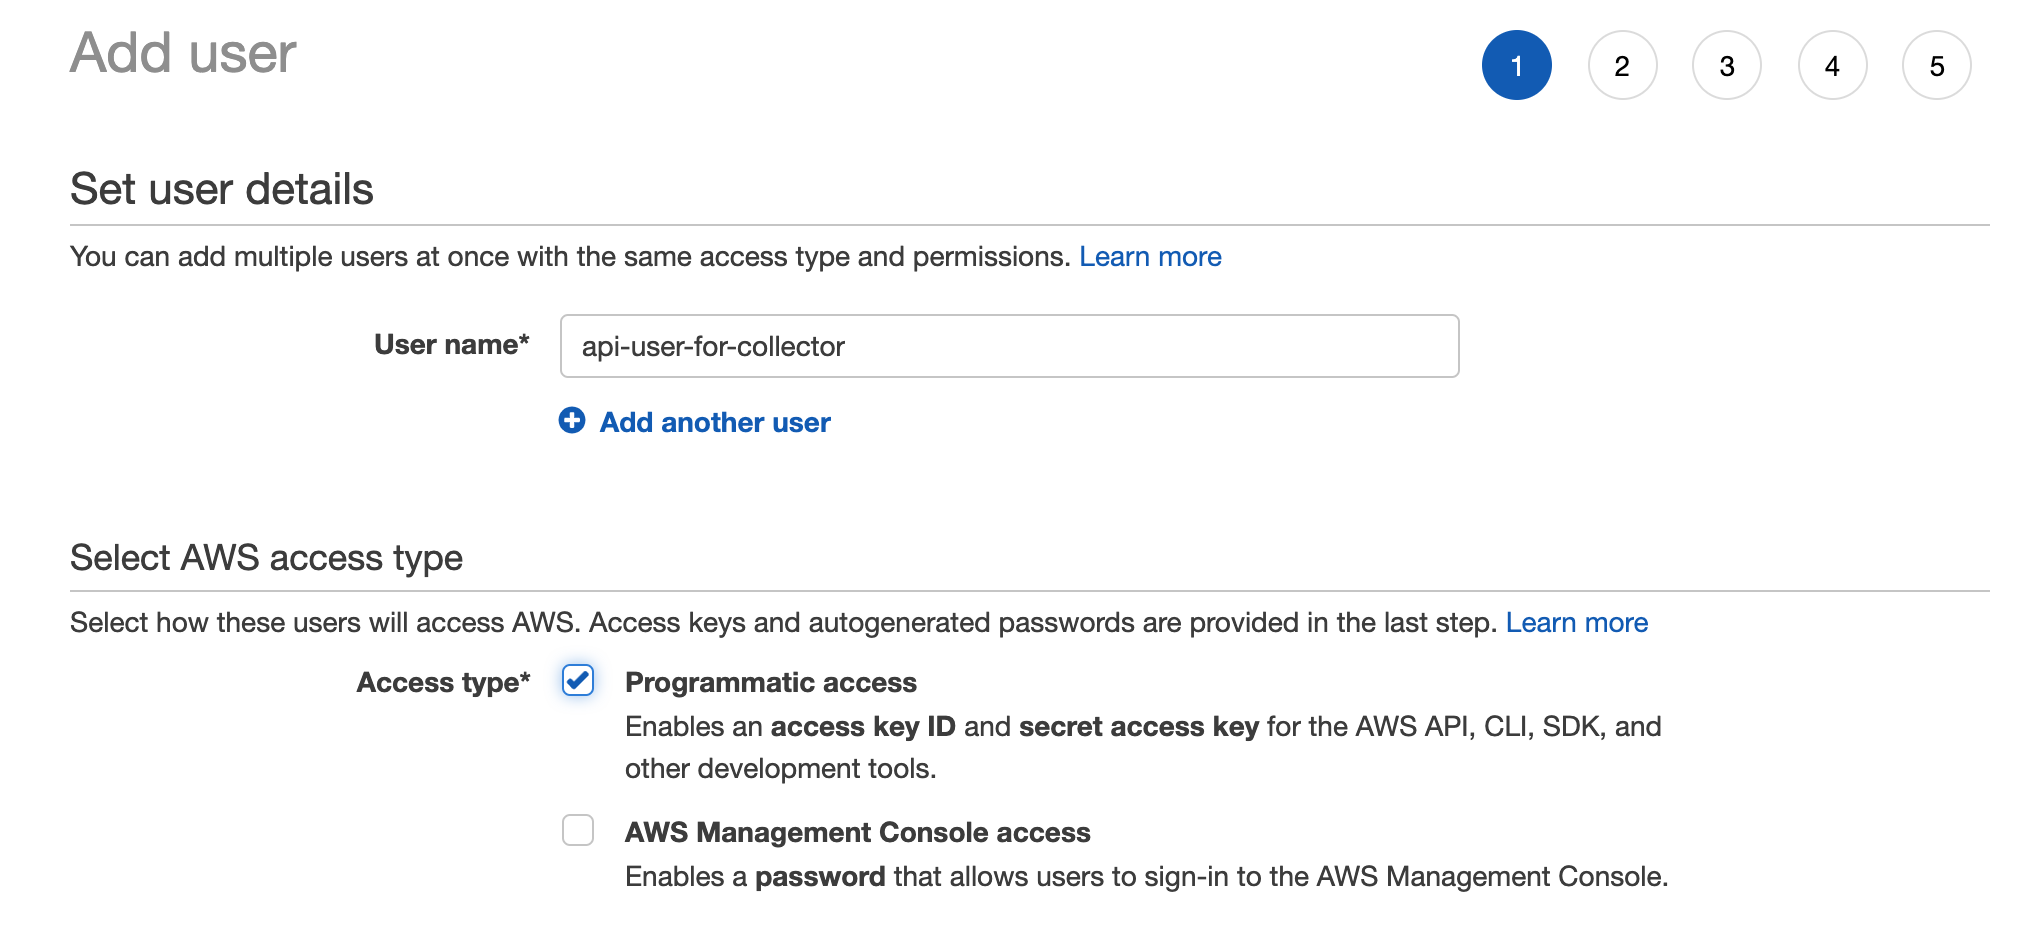 Add user
1 2 3 4 5
Set user details
You can add multiple users at once with the same access type and permissions. Learn more
User name* api-user-for-collector
Add another user
Select AWS access type
Select how these users will access AWS. Access keys and autogenerated passwords are provided in the last step. Learn more
Access type* Programmatic access
Enables an access key ID and secret access key for the AWS API, CLI, SDK, and
other development tools.
AWS Management Console access
Enables a password that allows users to sign-in to the AWS Management Console.